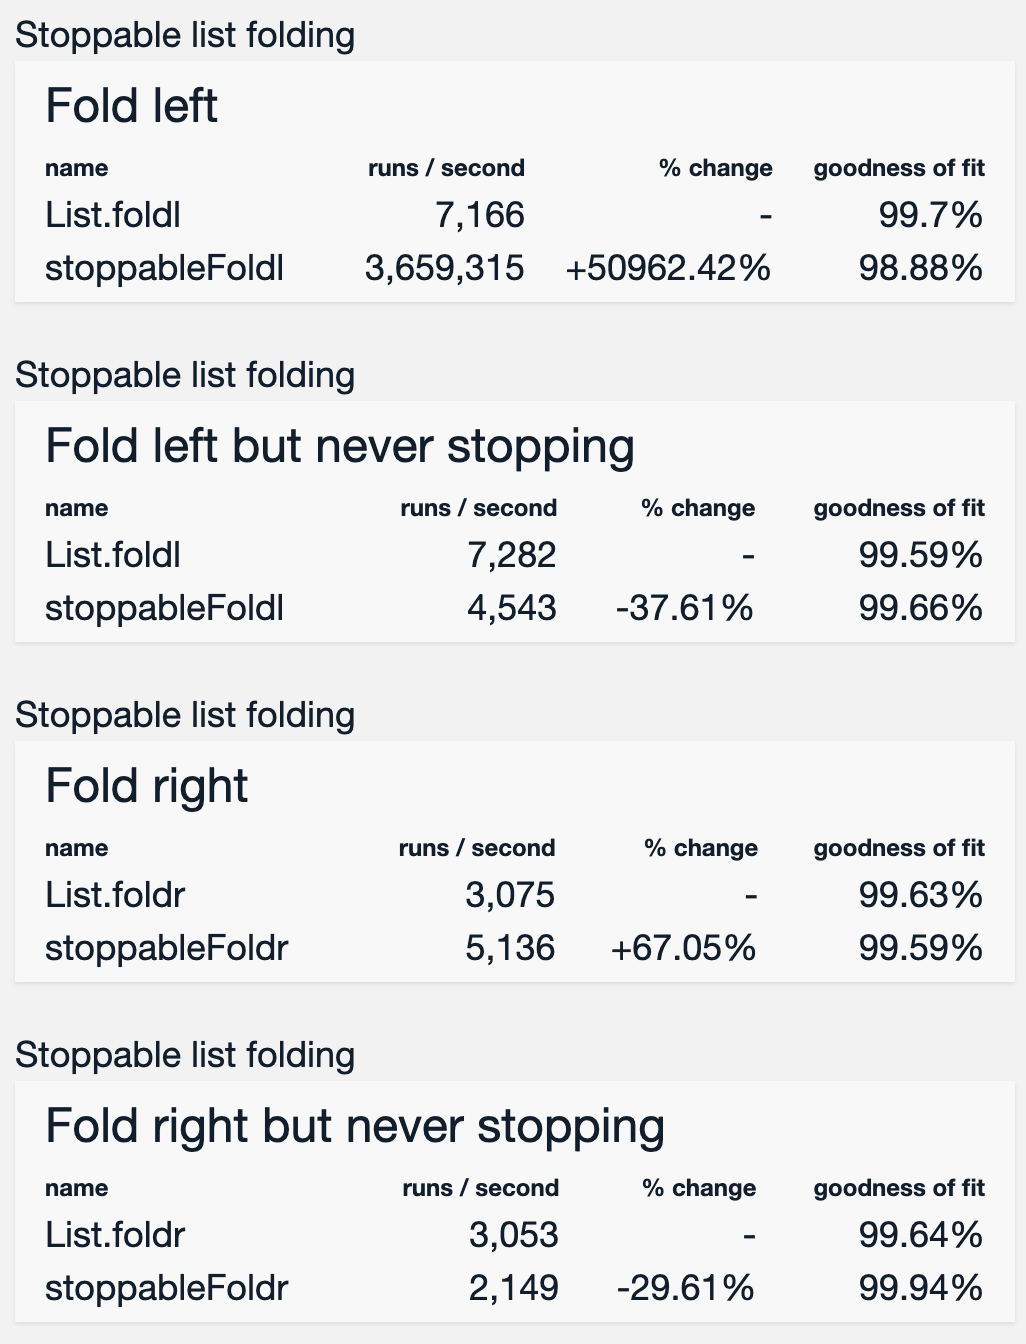 Stoppable list folding
Fold left
name runs / second % change goodness of fit
List.foldl 7,166 - 99.7%
stoppableFoldl 3,659,315 +50962.42% 98.88%
Stoppable list folding
Fold left but never stopping
name runs / second % change goodness of fit
List.foldl 7,282 - 99.59%
stoppableFoldl 4,543 -37.61% 99.66%
Stoppable list folding
Fold right
name runs / second % change goodness of fit
List.foldr 3,075 - 99.63%
stoppableFoldr 5,136 +67.05% 99.59%
Stoppable list folding
Fold right but never stopping
name runs / second % change goodness of fit
List.foldr 3,053 - 99.64%
stoppableFoldr 2,149 -29.61% 99.94%